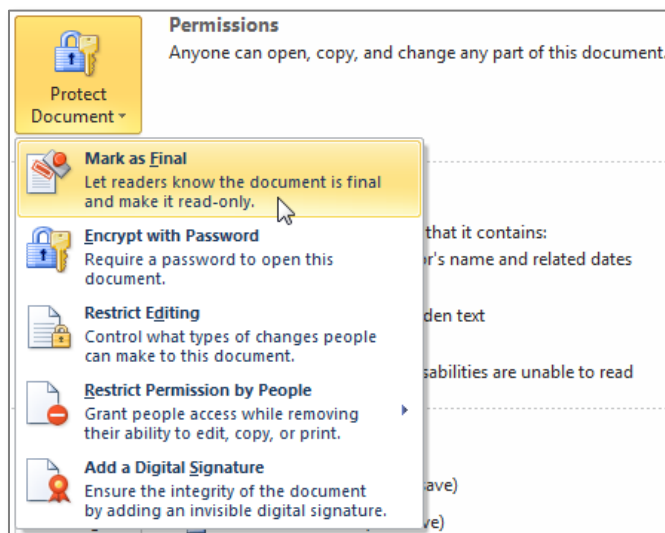 Permissions
Anyone can open, copy, and change any part of this document.
Protect
Document
Mark as Final
Let readers know the document is final
and make it read-only.
Encrypt with Password
Require a password to open this
document.
Restrict Editing
Control what types of changes people
can make to this document.
Restrict Permission by People
Grant people access while removing
their ability to edit, copy, or print.
Add a Digital Signature
Ensure the integrity of the document
by adding an invisible digital signature.
that it contains:
r's name and related dates
den text
sabilities are unable to read
ave)
ve)